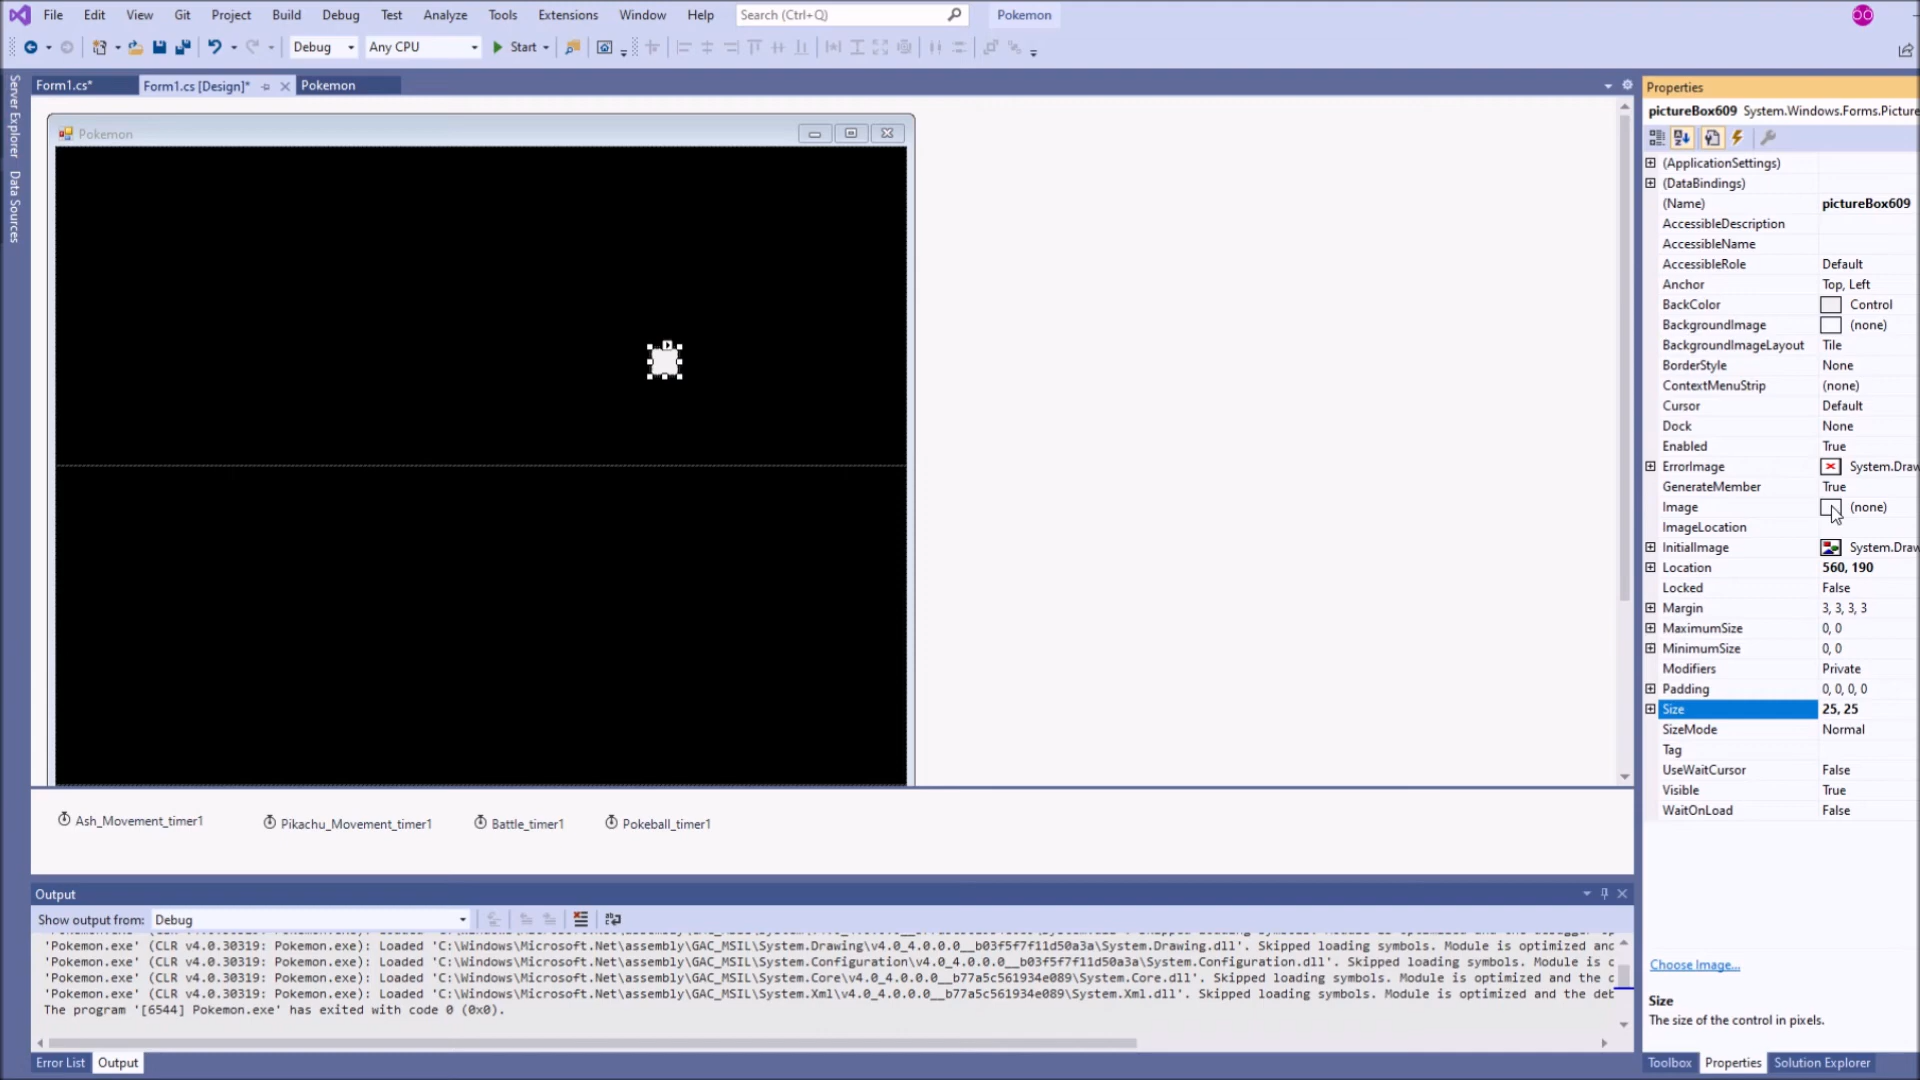 File Edit View Git Project Build Debug Test Analyze Tools Extensions Window Help Search (Ctrl+Q) Pokemon
Debug Any CPU Start
Form1.cs* Form1.cs [Design]* Pokemon
Server Explorer
Data Sources
Pokemon
Ash_Movement_timer1 Pikachu_Movement_timer1 Battle_timer1 Pokeball_timer1
Output
Show output from: Debug
'Pokemon.exe' (CLR v4.0.30319: Pokemon.exe): Loaded 'C:\Windows\Microsoft.Net\assembly\GAC_MSIL\System.Drawing\v4.0_4.0.0.0__b03f5f7f11d50a3a\System.Drawing.dll'. Skipped loading symbols. Module is optimized and
'Pokemon.exe' (CLR v4.0.30319: Pokemon.exe): Loaded 'C:\Windows\Microsoft.Net\assembly\GAC_MSIL\System.Configuration\v4.0_4.0.0.0__b03f5f7f11d50a3a\System.Configuration.dll'. Skipped loading symbols. Module is o
'Pokemon.exe' (CLR v4.0.30319: Pokemon.exe): Loaded 'C:\Windows\Microsoft.Net\assembly\GAC_MSIL\System.Core\v4.0_4.0.0.0__b77a5c561934e089\System.Core.dll'. Skipped loading symbols. Module is optimized and the d
'Pokemon.exe' (CLR v4.0.30319: Pokemon.exe): Loaded 'C:\Windows\Microsoft.Net\assembly\GAC_MSIL\System.Xml\v4.0_4.0.0.0__b77a5c561934e089\System.Xml.dll'. Skipped loading symbols. Module is optimized and the deb
The program '[6544] Pokemon.exe' has exited with code 0 (0x0).
Error List Output
Properties
pictureBox609 System.Windows.Forms.Picture
(ApplicationSettings)
(DataBindings)
(Name) pictureBox609
AccessibleDescription
AccessibleName
AccessibleRole Default
Anchor Top, Left
BackColor Control
BackgroundImage (none)
BackgroundImageLayout Tile
BorderStyle None
ContextMenuStrip (none)
Cursor Default
Dock None
Enabled True
ErrorImage System.Draw
GenerateMember True
Image (none)
ImageLocation
InitialImage System.Draw
Location 560, 190
Locked False
Margin 3, 3, 3, 3
MaximumSize 0, 0
MinimumSize 0, 0
Modifiers Private
Padding 0, 0, 0, 0
Size 25, 25
SizeMode Normal
Tag
UseWaitCursor False
Visible True
WaitOnLoad False
Choose Image...
Size
The size of the control in pixels.
Toolbox Properties Solution Explorer